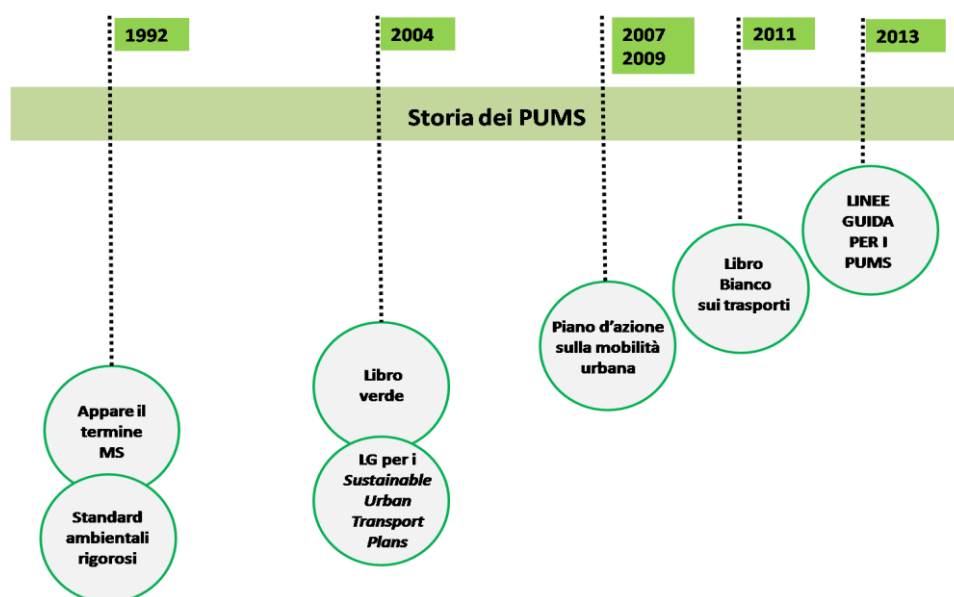 1992
2004
2007
2009
2011
2013
Storia dei PUMS
Appare il
termine
MS
Standard
ambientali
rigorosi
Libro
verde
LG per i
Sustainable
Urban
Transport
Plans
Piano d’azione
sulla mobilità
urbana
Libro
Bianco
sui trasporti
LINEE
GUIDA
PER I
PUMS